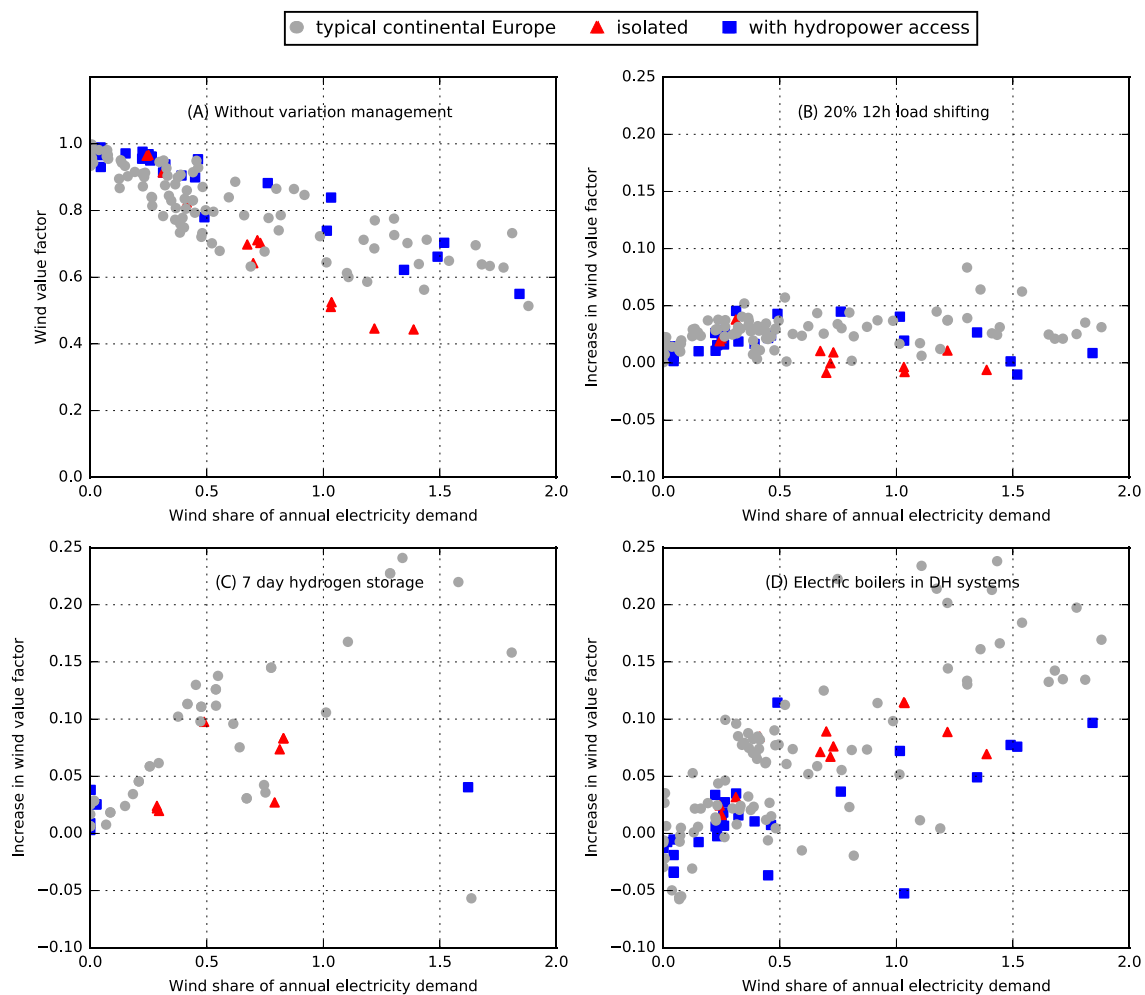 typical continental Europe isolated with hydropower access
(A) Without variation management
1.0
0.8
0.6
0.4
0.2
0.0
Wind value factor
0.0 0.5 1.0 1.5 2.0
Wind share of annual electricity demand
(B) 20% 12h load shifting
0.25
0.20
0.15
0.10
0.05
0.00
−0.05
−0.10
Increase in wind value factor
0.0 0.5 1.0 1.5 2.0
Wind share of annual electricity demand
(C) 7 day hydrogen storage
0.25
0.20
0.15
0.10
0.05
0.00
−0.05
−0.10
Increase in wind value factor
0.0 0.5 1.0 1.5 2.0
Wind share of annual electricity demand
(D) Electric boilers in DH systems
0.25
0.20
0.15
0.10
0.05
0.00
−0.05
−0.10
Increase in wind value factor
0.0 0.5 1.0 1.5 2.0
Wind share of annual electricity demand